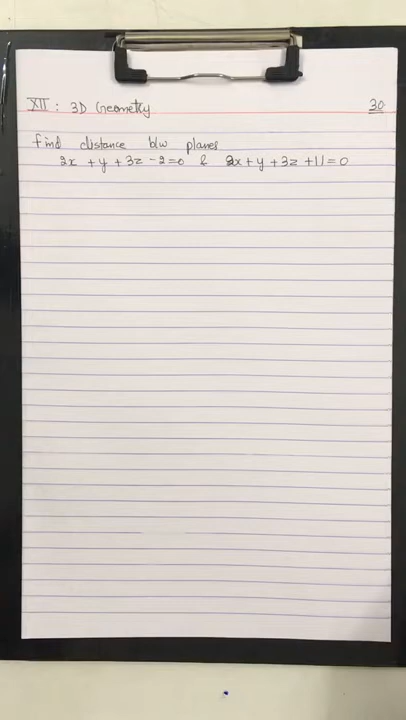 XII : 3D Geometry 30
find distance b/w planes
2x + y + 3z - 2 = 0 & 2x + y + 3z + 11 = 0